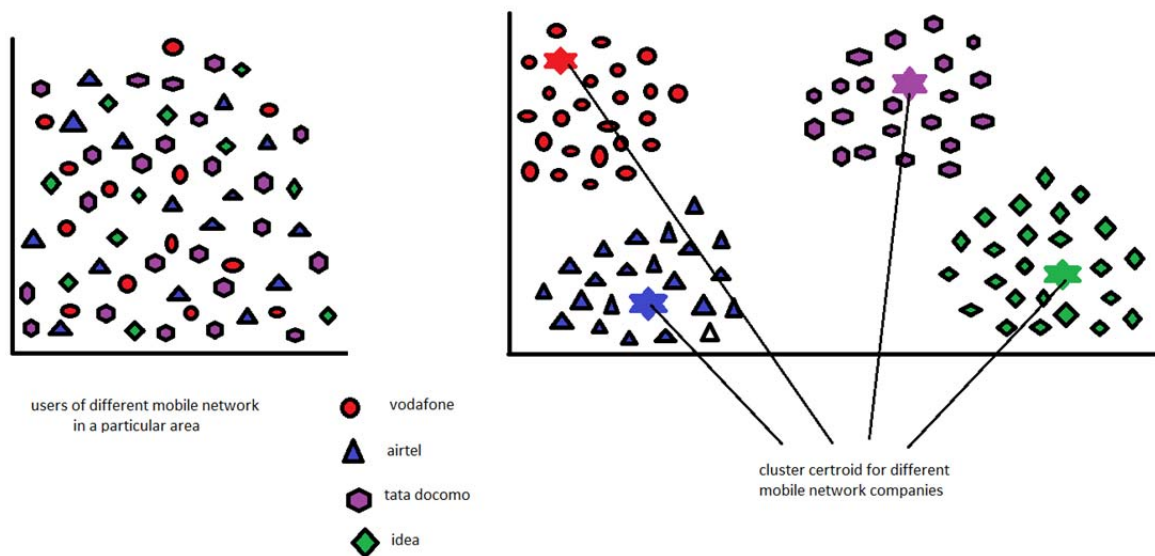 users of different mobile network
in a particular area
vodafone
airtel
tata docomo
idea
cluster certroid for different
mobile network companies